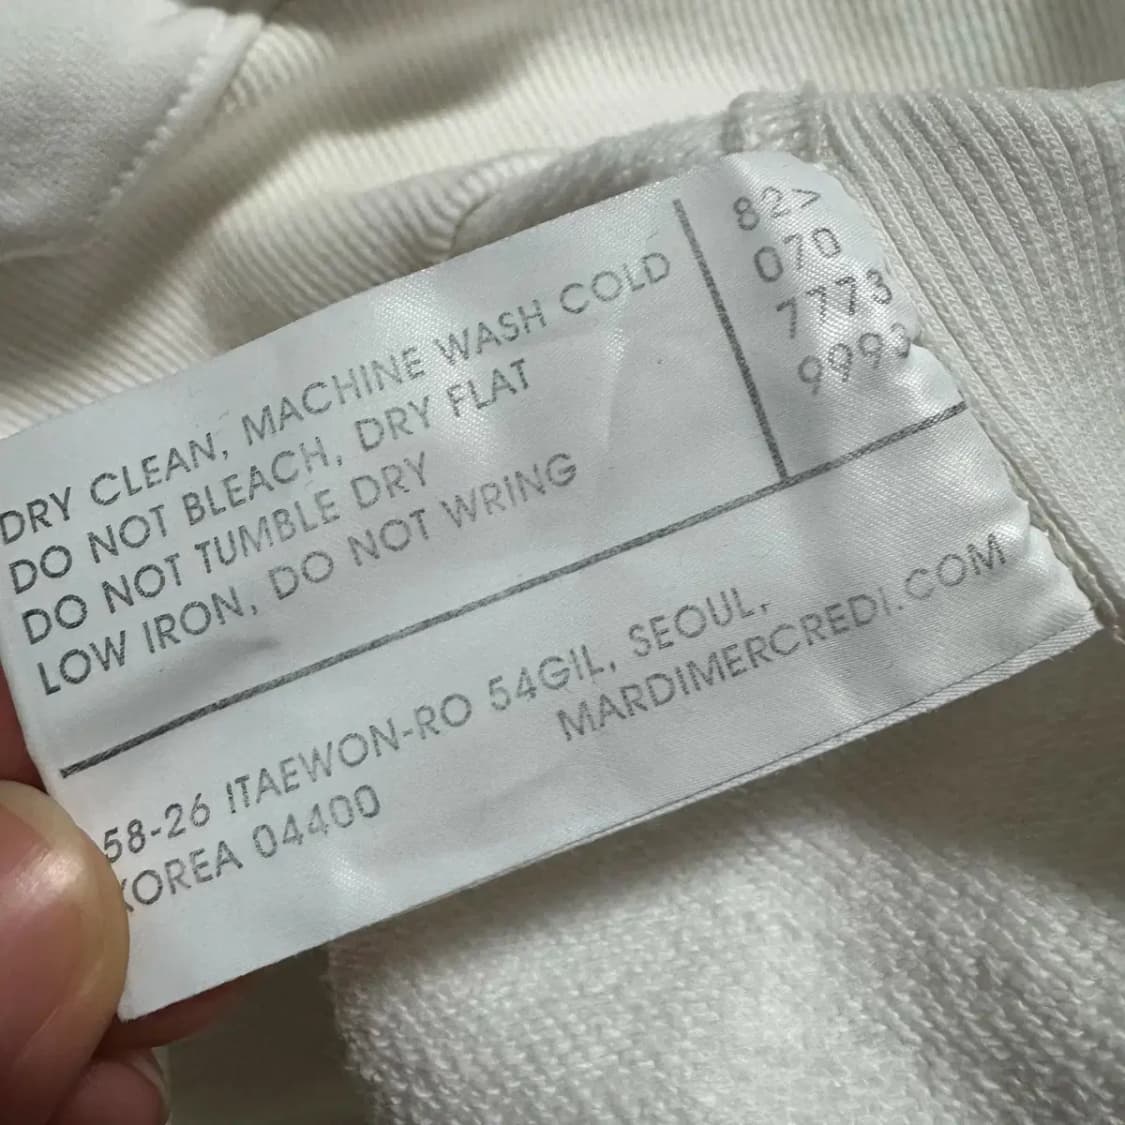 DRY CLEAN, MACHINE WASH COLD
DO NOT BLEACH, DRY FLAT
DO NOT TUMBLE DRY
LOW IRON, DO NOT WRING
82>
070
7773
9993
58-26 ITAEWON-RO 54GIL, SEOUL,
KOREA 04400
MARDIMERCREDI.COM